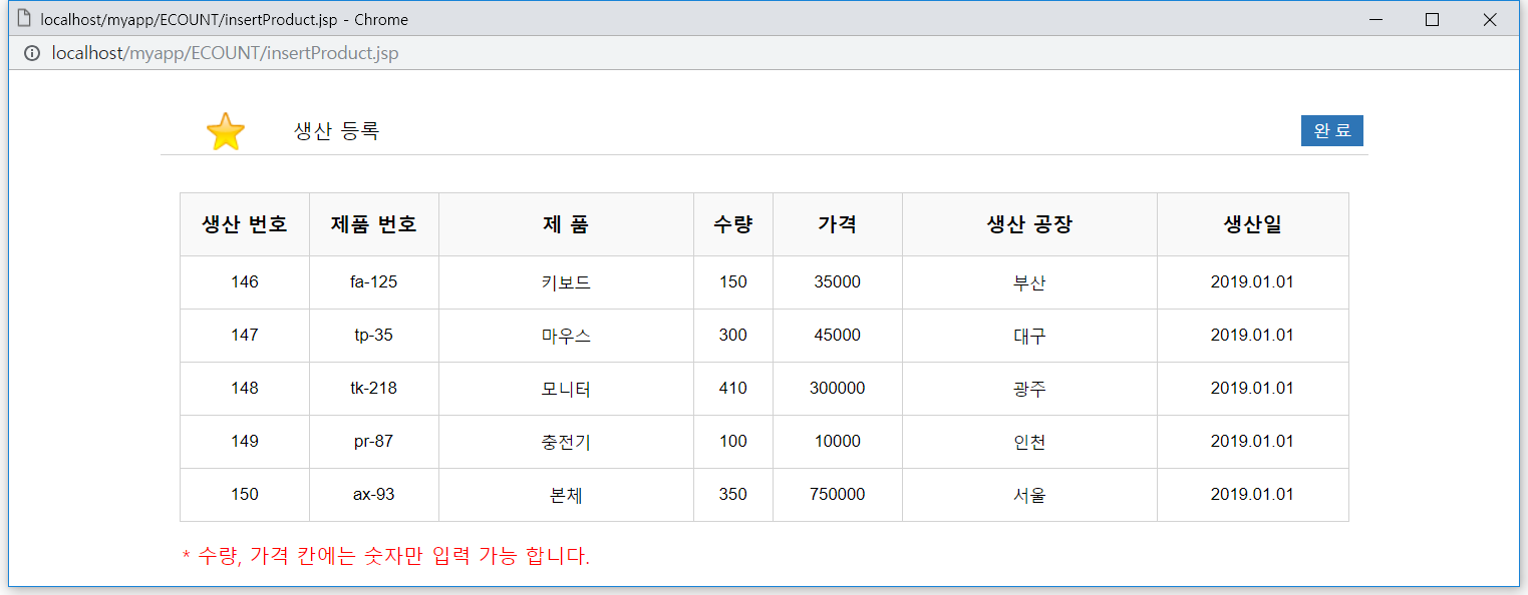 localhost/myapp/ECOUNT/insertProduct.jsp - Chrome
localhost/myapp/ECOUNT/insertProduct.jsp
생산 등록 완 료
생산 번호 제품 번호 제 품 수량 가격 생산 공장 생산일
146 fa-125 키보드 150 35000 부산 2019.01.01
147 tp-35 마우스 300 45000 대구 2019.01.01
148 tk-218 모니터 410 300000 광주 2019.01.01
149 pr-87 충전기 100 10000 인천 2019.01.01
150 ax-93 본체 350 750000 서울 2019.01.01
* 수량, 가격 칸에는 숫자만 입력 가능 합니다.